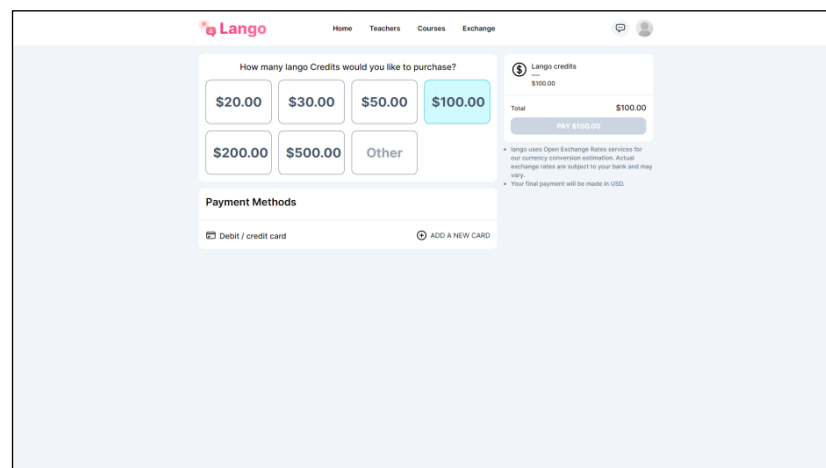 Lango
Home Teachers Courses Exchange
How many lango Credits would you like to purchase?
$20.00 $30.00 $50.00 $100.00
$200.00 $500.00 Other
Payment Methods
Debit / credit card
ADD A NEW CARD
Lango credits
$100.00
Total $100.00
PAY $100.00
lango uses Open Exchange Rates services for
our currency conversion estimation. Actual
exchange rates are subject to your bank and may
vary.
Your final payment will be made in USD.